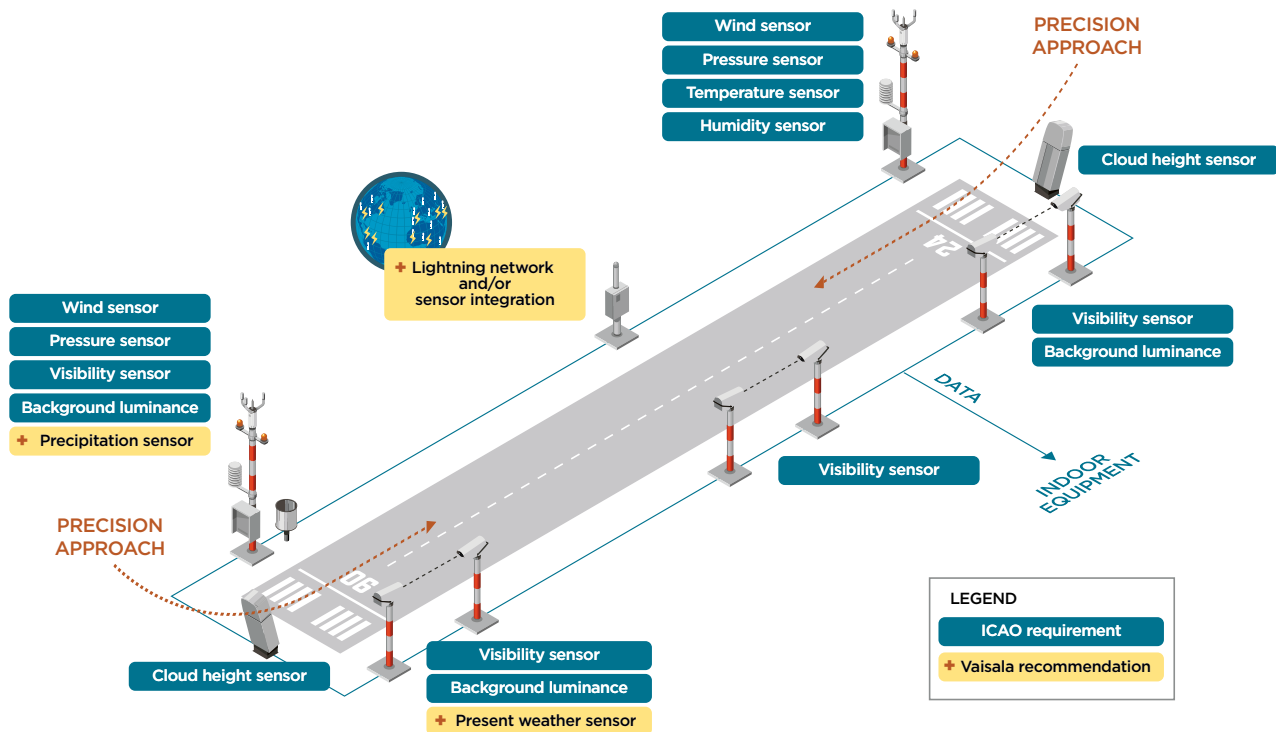 Wind sensor
Pressure sensor
Temperature sensor
Humidity sensor
PRECISION
APPROACH
Cloud height sensor
24
+ Lightning network
and/or
sensor integration
Wind sensor
Pressure sensor
Visibility sensor
Background luminance
+ Precipitation sensor
Visibility sensor
Background luminance
DATA
INDOOR
EQUIPMENT
Visibility sensor
PRECISION
APPROACH
06
Cloud height sensor
Visibility sensor
Background luminance
+ Present weather sensor
LEGEND
ICAO requirement
+ Vaisala recommendation